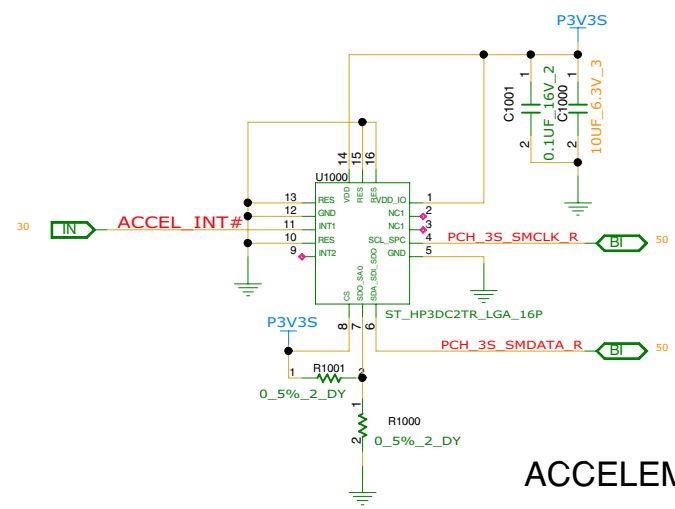 P3V3S
1
1
C1001
0.1UF_16V_2
C1000
10UF_6.3V_3
2
2
14
15
16
U1000
VDD
RES
RES
13
RES
VDD_IO
1
12
GND
NC1
2
30
IN
ACCEL_INT#
11
INT1
NC1
3
10
RES
SCL_SPC
4
PCH_3S_SMCLK_R
BI
50
9
INT2
GND
5
CS
SDO_SA0
SDA_SDI_SDO
8
7
6
ST_HP3DC2TR_LGA_16P
P3V3S
PCH_3S_SMDATA_R
BI
50
1
R1001
2
0_5%_2_DY
1
R1000
2
0_5%_2_DY
ACCELEM